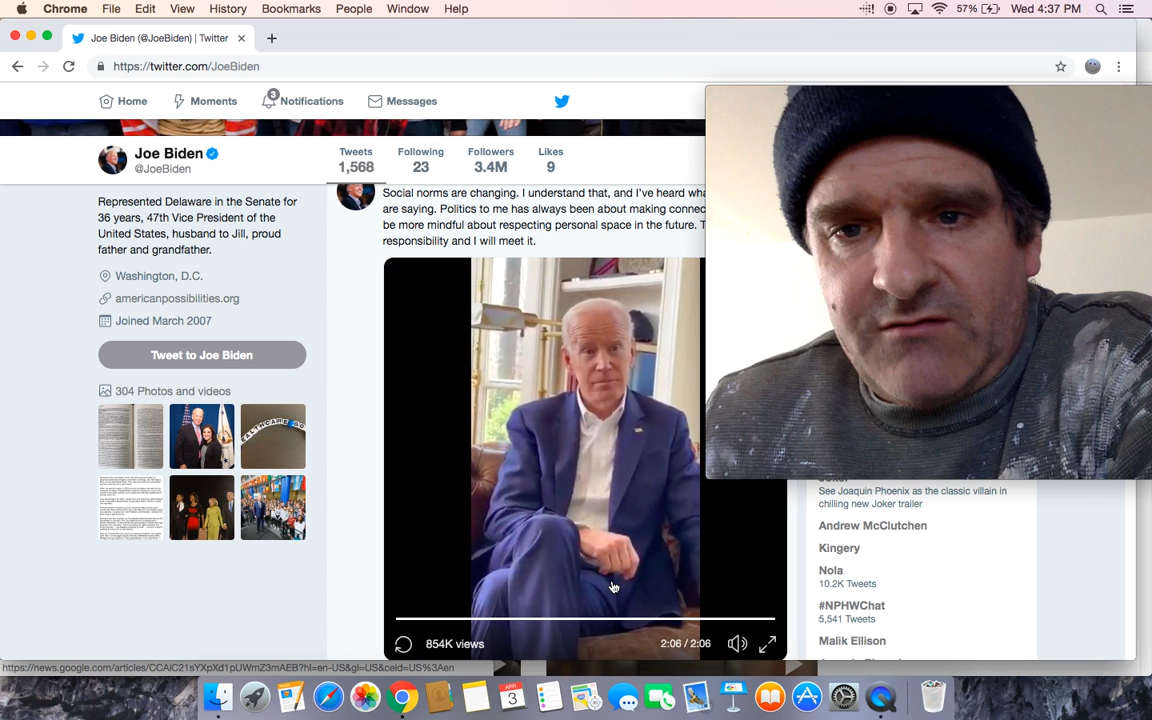 Chrome File Edit View History Bookmarks People Window Help 57% Wed 4:37 PM
Joe Biden (@JoeBiden) | Twitter
https://twitter.com/JoeBiden
Home Moments 3 Notifications Messages
Joe Biden
@JoeBiden
Tweets Following Followers Likes
1,568 23 3.4M 9
Represented Delaware in the Senate for
36 years, 47th Vice President of the
United States, husband to Jill, proud
father and grandfather.
Washington, D.C.
americanpossibilities.org
Joined March 2007
Tweet to Joe Biden
304 Photos and videos
Social norms are changing. I understand that, and I've heard
are saying. Politics to me has always been about making
be more mindful about respecting personal space in the future.
responsibility and I will meet it.
854K views 2:06 / 2:06
See Joaquin Phoenix as the classic villain in
chilling new Joker trailer
Andrew McClutchen
Kingery
Nola
10.2K Tweets
#NPHWChat
5,541 Tweets
Malik Ellison
https://news.google.com/articles/CCAiC21sYXpXd1pUWmZ3mAEB?hl=en-US&gl=US&ceid=US%3Aen
APR
3